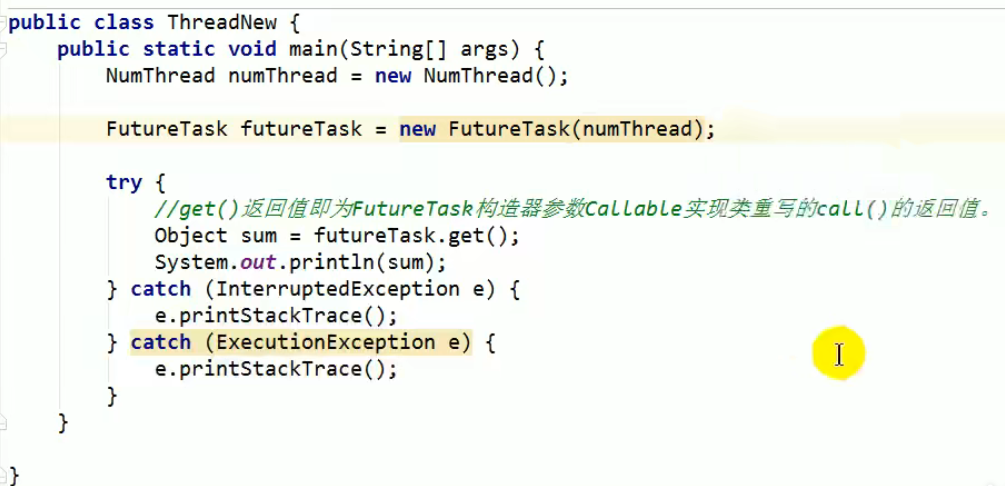 public class ThreadNew {
public static void main(String[] args) {
NumThread numThread = new NumThread();
FutureTask futureTask = new FutureTask(numThread);
try {
//get()返回值即为FutureTask构造器参数Callable实现类重写的call()的返回值。
Object sum = futureTask.get();
System.out.println(sum);
} catch (InterruptedException e) {
e.printStackTrace();
} catch (ExecutionException e) {
e.printStackTrace();
}
}
}